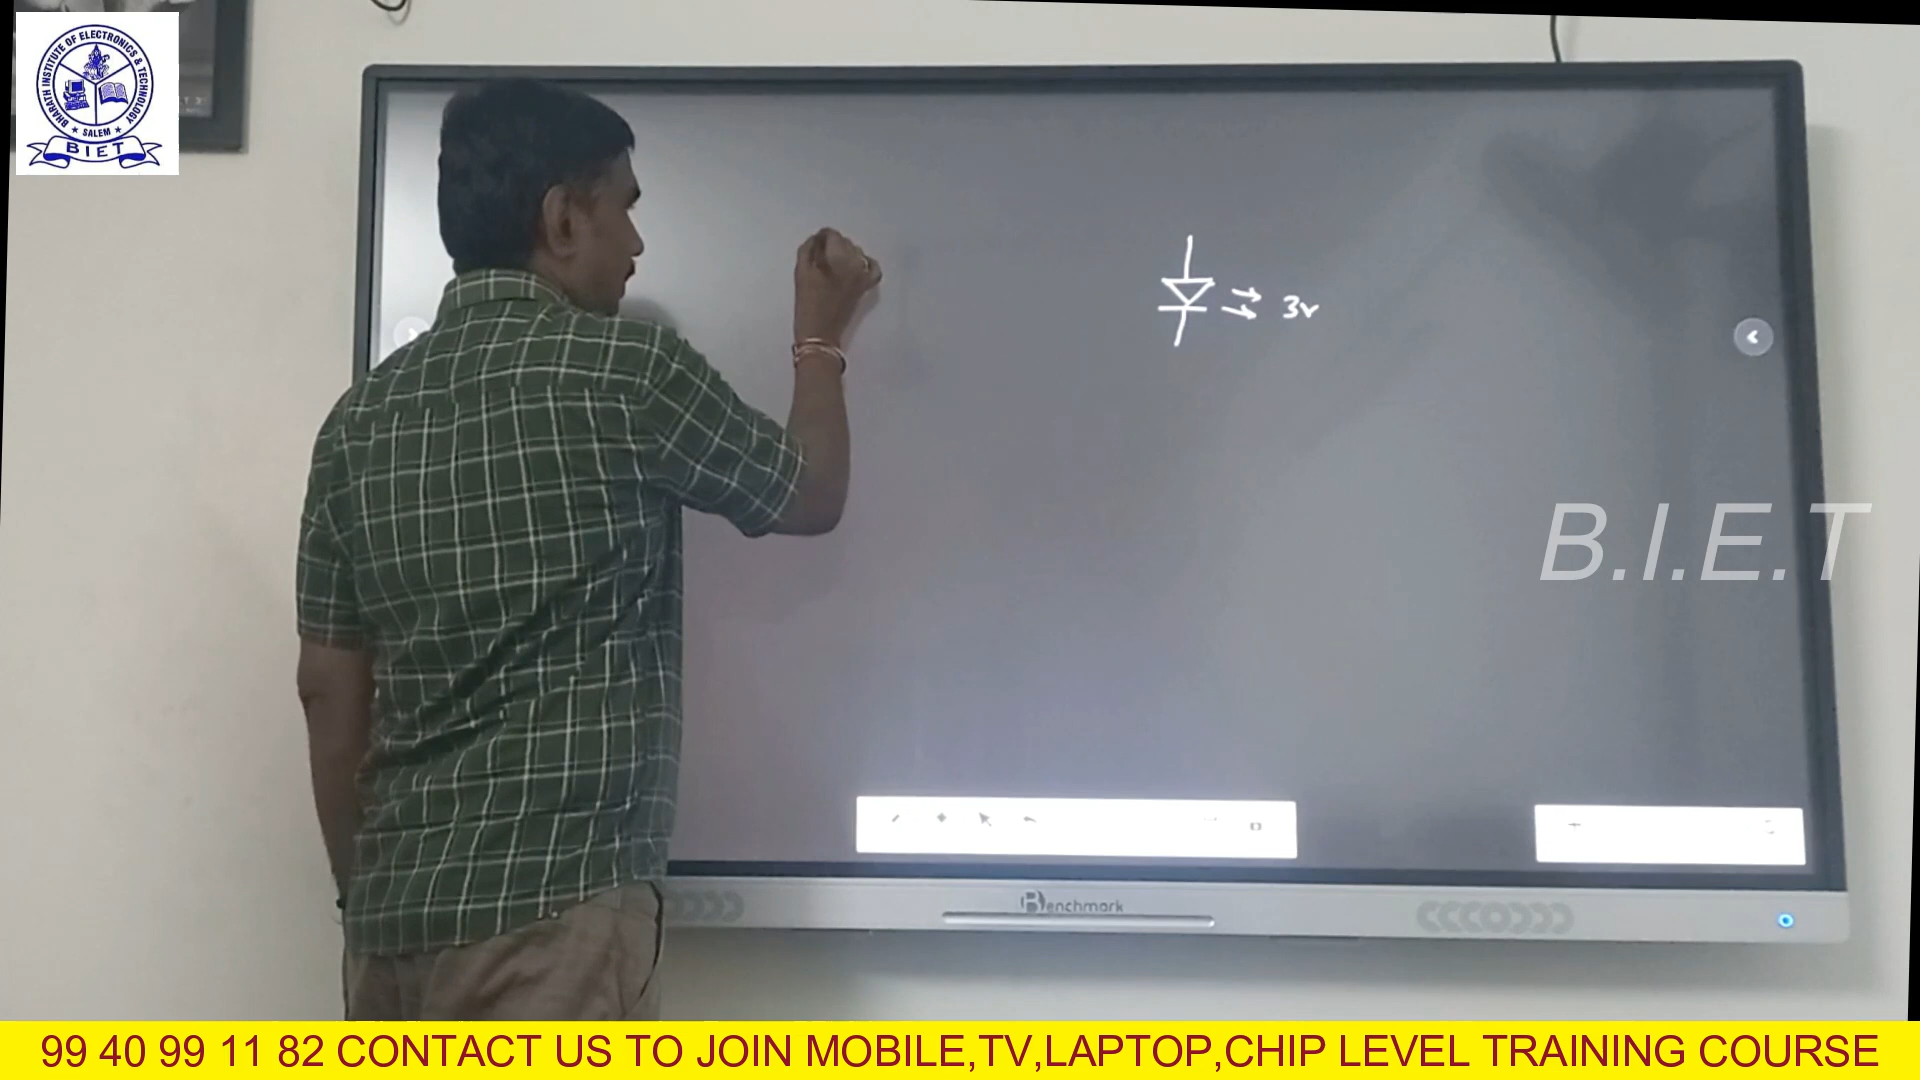 BHARATH INSTITUTE OF ELECTRONICS & TECHNOLOGY
★ SALEM ★
BIET
3v
B.I.E.T
Benchmark
99 40 99 11 82 CONTACT US TO JOIN MOBILE,TV,LAPTOP,CHIP LEVEL TRAINING COURSE